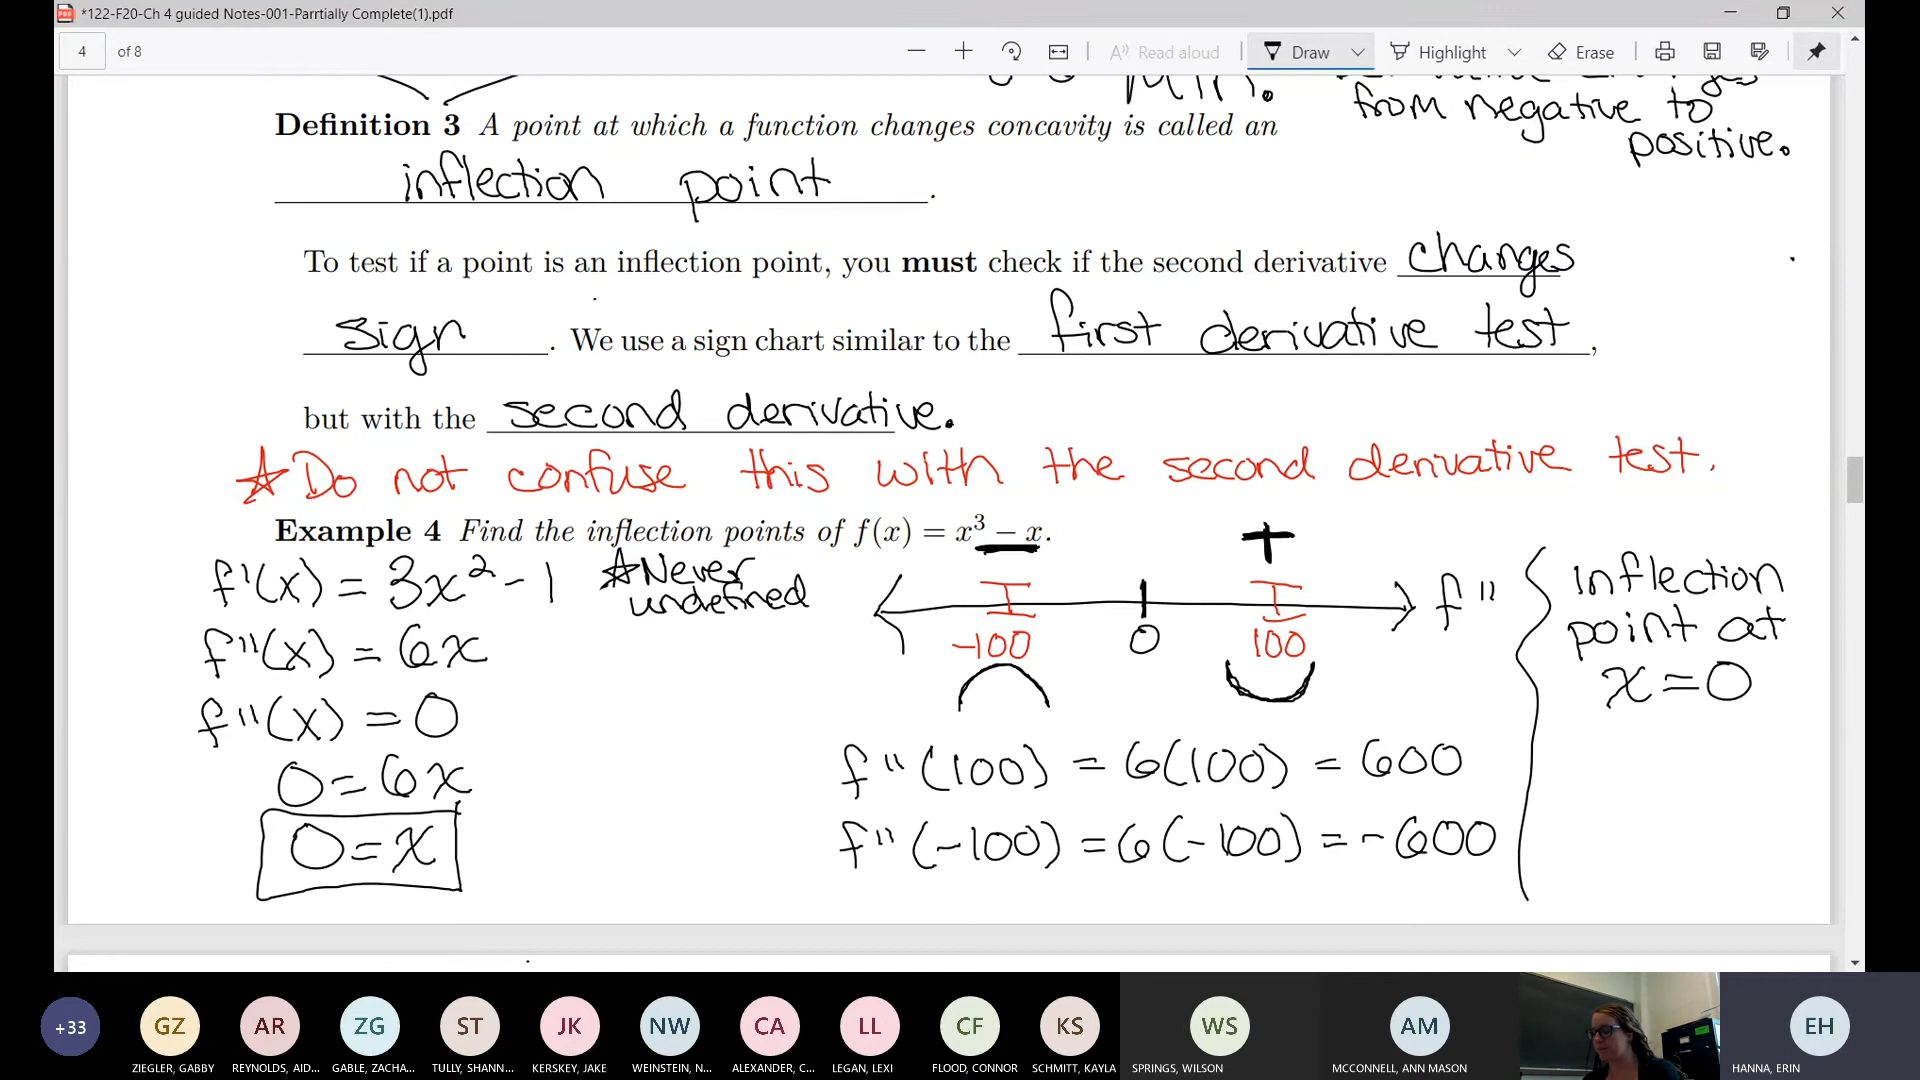 *122-F20-Ch 4 guided Notes-001-Parrtially Complete(1).pdf
4 of 8 Read aloud Draw Highlight Erase
from negative to
positive.
Definition 3 A point at which a function changes concavity is called an
inflection point.
To test if a point is an inflection point, you must check if the second derivative changes
sign. We use a sign chart similar to the first derivative test,
but with the second derivative.
☆ Do not confuse this with the second derivative test.
Example 4 Find the inflection points of f(x) = x³ − x.
f'(x) = 3x² - 1
☆Never
undefined
f''(x) = 6x
f''(x) = 0
0 = 6x
0 = x
− +
f''
-100 0 100
f''(100) = 6(100) = 600
f''(-100) = 6(-100) = -600
inflection
point at
x = 0
+33 GZ AR ZG ST JK NW CA LL CF KS WS AM EH
ZIEGLER, GABBY REYNOLDS, AID... GABLE, ZACHA... TULLY, SHANN... KERSKEY, JAKE WEINSTEIN, N... ALEXANDER, C... LEGAN, LEXI FLOOD, CONNOR SCHMITT, KAYLA SPRINGS, WILSON MCCONNELL, ANN MASON HANNA, ERIN